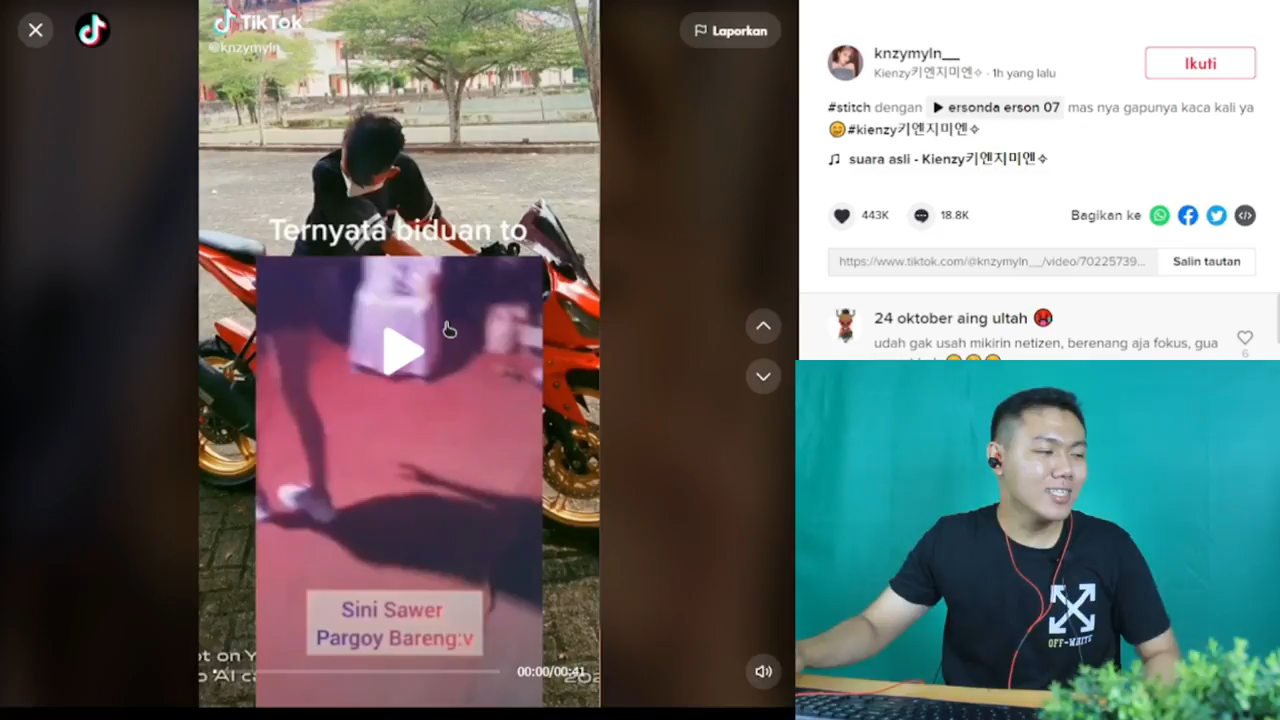 TikTok
@knzymyln__
Laporkan
Ternyata biduan to
Sini Sawer
Pargoy Bareng:v
00:00/00:41
knzymyln__
Kienzy키엔지미엔✧ · 1h yang lalu
Ikuti
#stitch dengan ▶ ersonda erson 07 mas nya gapunya kaca kali ya
😄#kienzy키엔지미엔✧
♫ suara asli - Kienzy키엔지미엔✧
443K
18.8K
Bagikan ke
https://www.tiktok.com/@knzymyln__/video/70225739...
Salin tautan
24 oktober aing ultah
udah gak usah mikirin netizen, berenang aja fokus, gua
6
OFF-WHITE